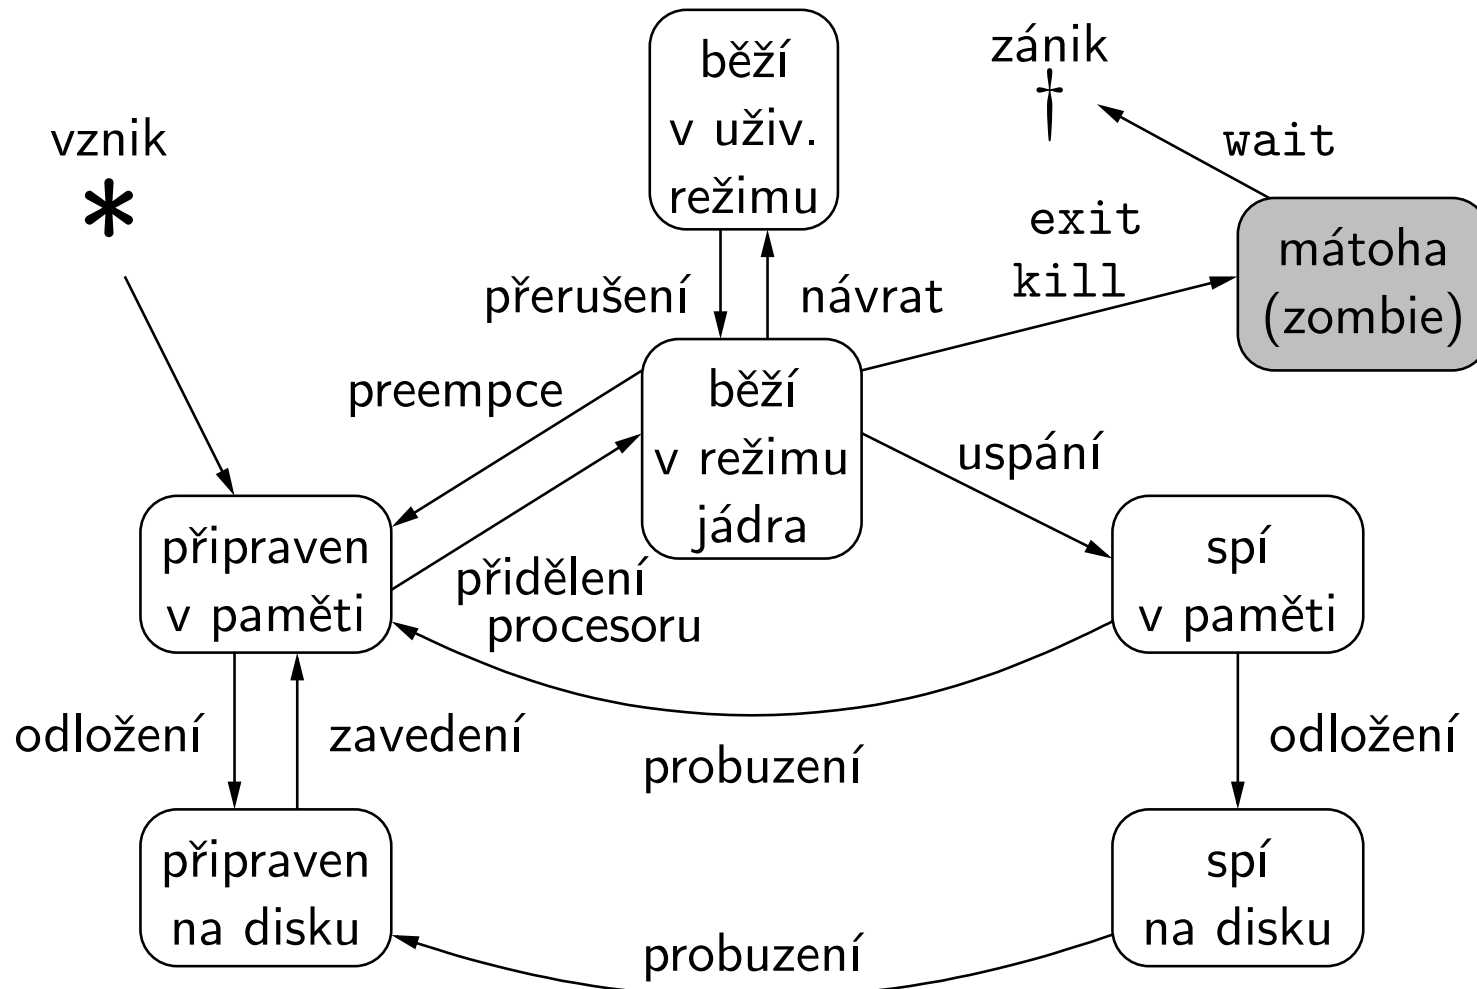 běží
v uživ.
režimu
zánik
†
vznik
*
wait
exit
kill
mátoha
(zombie)
přerušení
návrat
preempce
běží
v režimu
jádra
uspání
připraven
v paměti
přidělení
procesoru
spí
v paměti
odložení
zavedení
probuzení
odložení
připraven
na disku
probuzení
spí
na disku